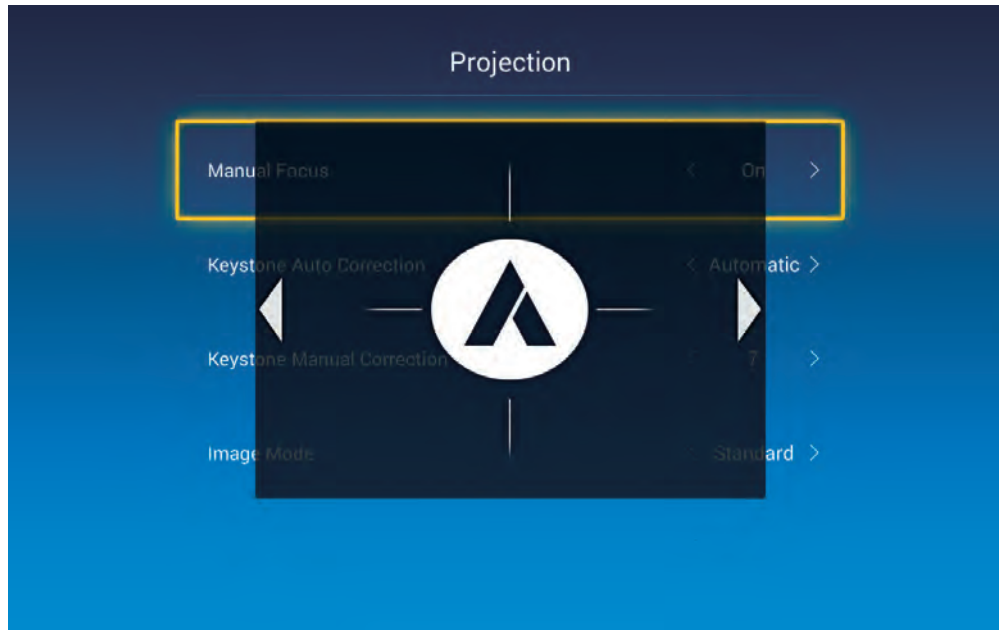 Projection
Manual Focus < On >
Keystone Auto Correction < Automatic >
Keystone Manual Correction < 7 >
Image Mode < Standard >